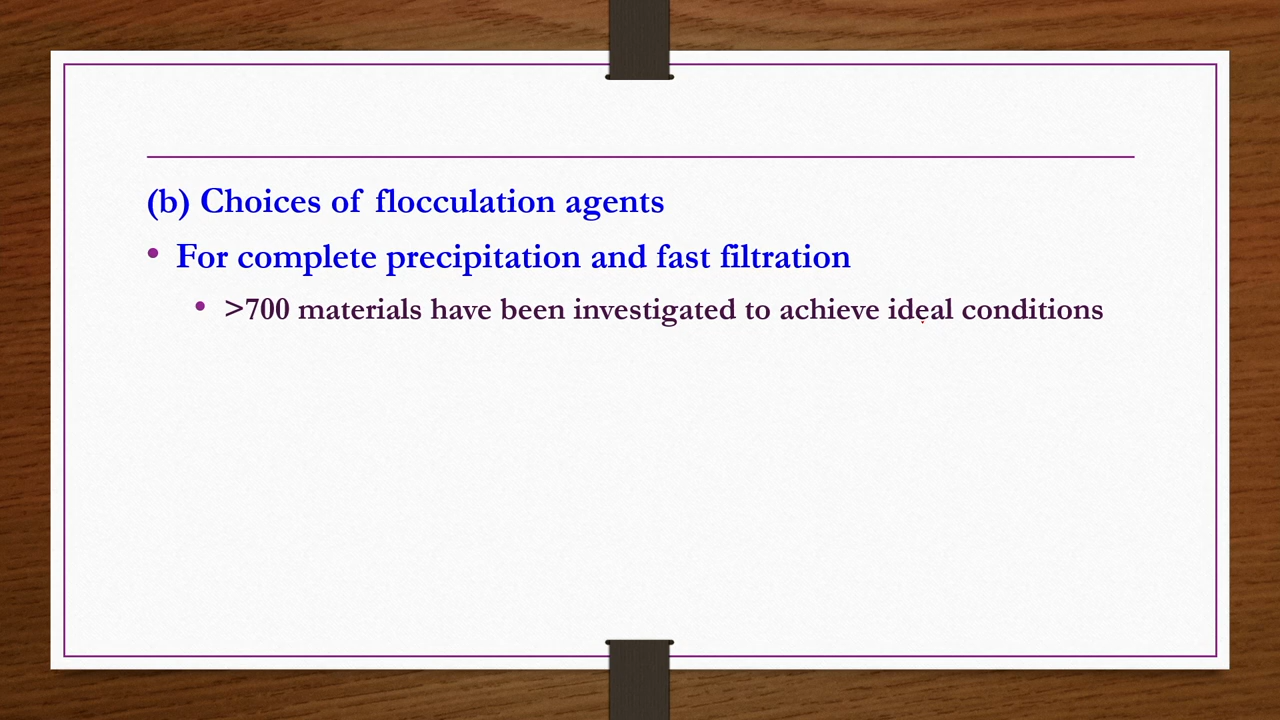 (b) Choices of flocculation agents
• For complete precipitation and fast filtration
• >700 materials have been investigated to achieve ideal conditions